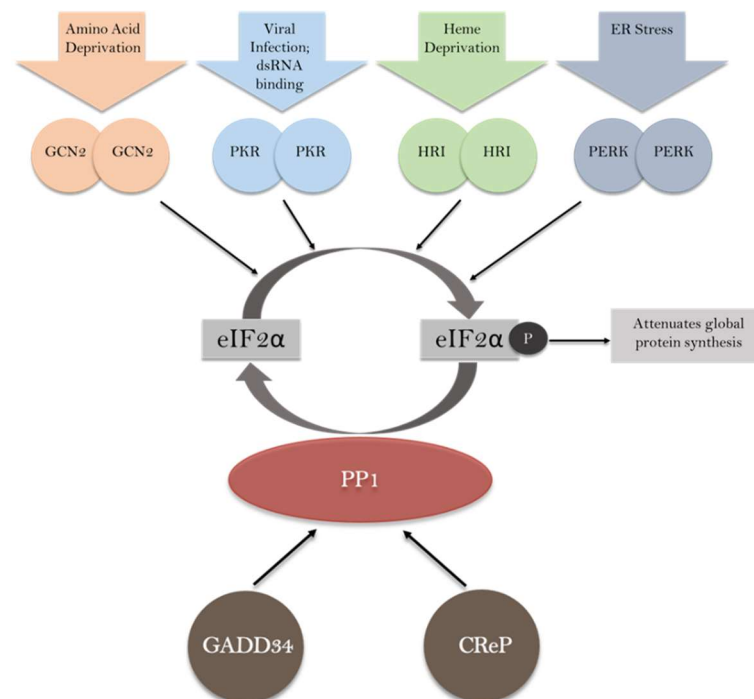 Amino Acid
Deprivation
Viral
Infection;
dsRNA
binding
Heme
Deprivation
ER Stress
GCN2
GCN2
PKR
PKR
HRI
HRI
PERK
PERK
eIF2α
eIF2α
P
Attenuates global
protein synthesis
PP1
GADD34
CReP